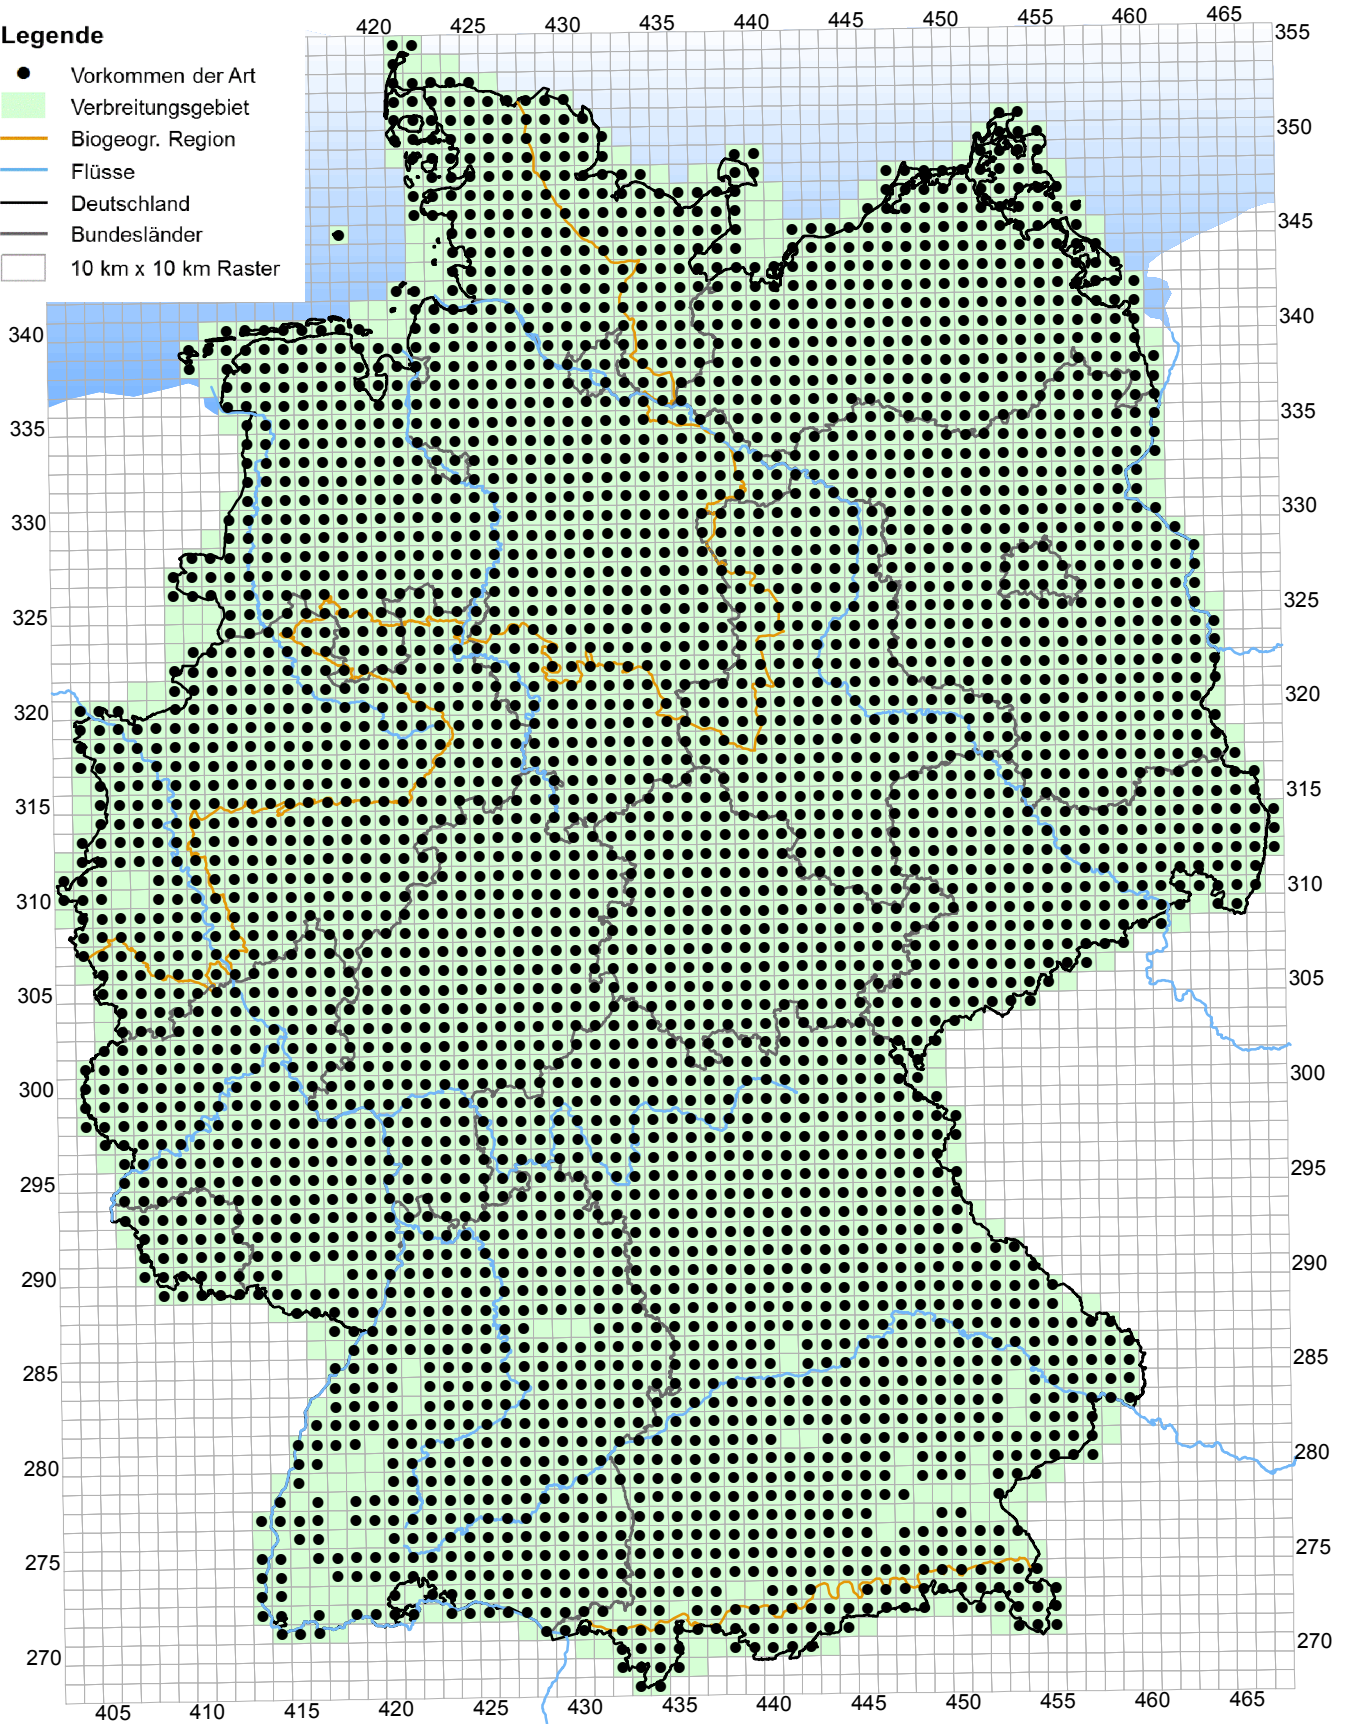 Legende
Vorkommen der Art
Verbreitungsgebiet
Biogeogr. Region
Flüsse
Deutschland
Bundesländer
10 km x 10 km Raster
420 425 430 435 440 445 450 455 460 465
355
350
345
340 340
335 335
330 330
325 325
320 320
315 315
310 310
305 305
300 300
295 295
290 290
285 285
280 280
275 275
270 270
405 410 415 420 425 430 435 440 445 450 455 460 465